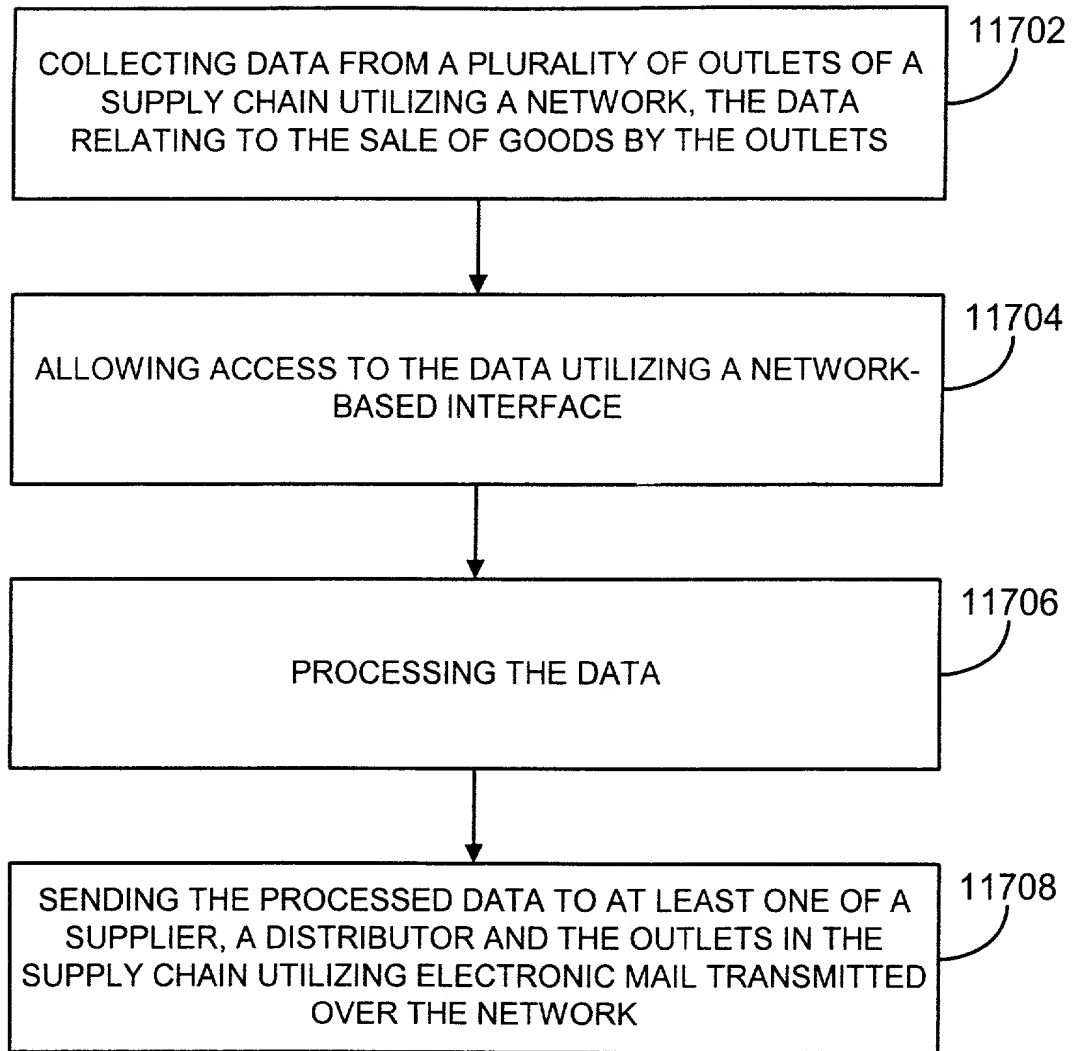 11702
COLLECTING DATA FROM A PLURALITY OF OUTLETS OF A
SUPPLY CHAIN UTILIZING A NETWORK, THE DATA
RELATING TO THE SALE OF GOODS BY THE OUTLETS
11704
ALLOWING ACCESS TO THE DATA UTILIZING A NETWORK-
BASED INTERFACE
11706
PROCESSING THE DATA
11708
SENDING THE PROCESSED DATA TO AT LEAST ONE OF A
SUPPLIER, A DISTRIBUTOR AND THE OUTLETS IN THE
SUPPLY CHAIN UTILIZING ELECTRONIC MAIL TRANSMITTED
OVER THE NETWORK